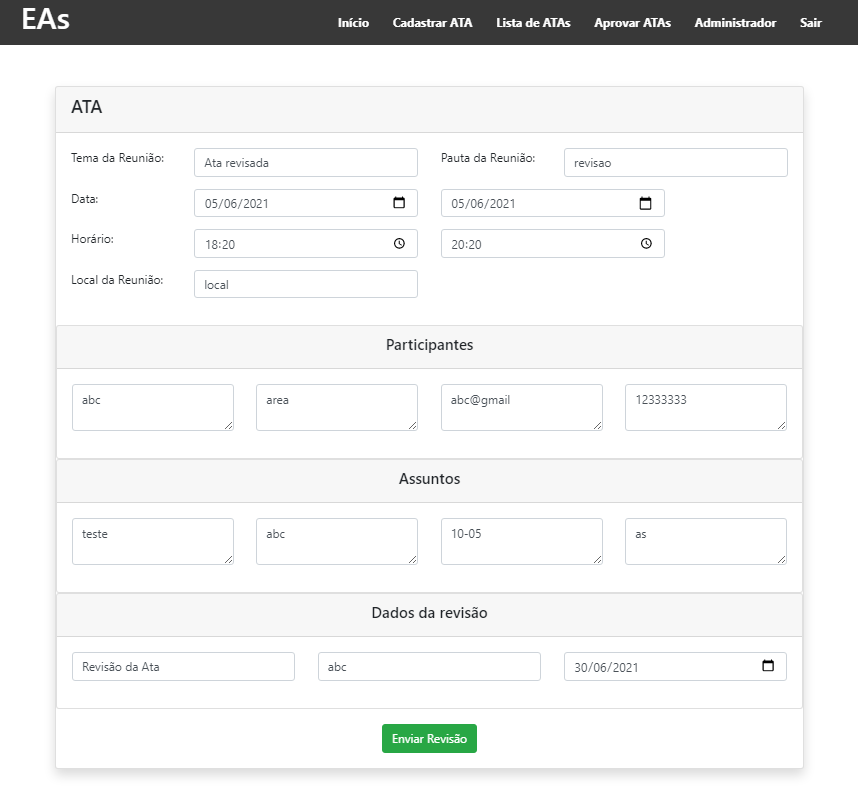 EAs Início Cadastrar ATA Lista de ATAs Aprovar ATAs Administrador Sair
ATA
Tema da Reunião: Ata revisada Pauta da Reunião: revisao
Data: 05/06/2021 05/06/2021
Horário: 18:20 20:20
Local da Reunião: local
Participantes
abc area abc@gmail 12333333
Assuntos
teste abc 10-05 as
Dados da revisão
Revisão da Ata abc 30/06/2021
Enviar Revisão